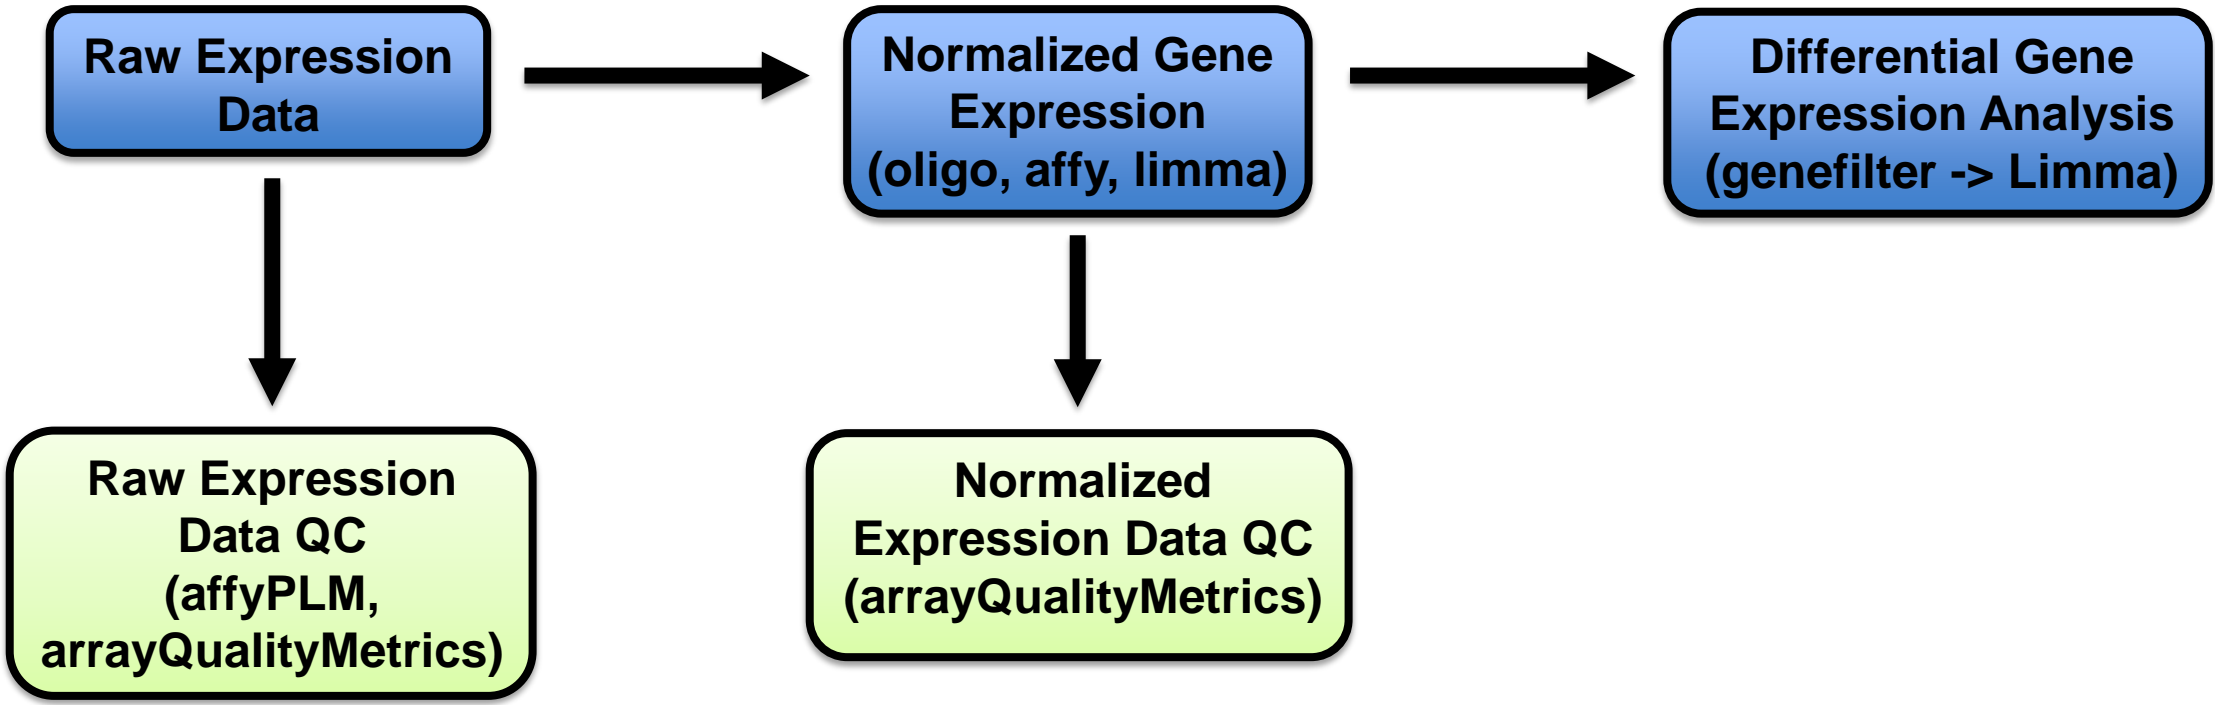 Raw Expression
Data
Normalized Gene
Expression
(oligo, affy, limma)
Differential Gene
Expression Analysis
(genefilter -> Limma)
Raw Expression
Data QC
(affyPLM,
arrayQualityMetrics)
Normalized
Expression Data QC
(arrayQualityMetrics)